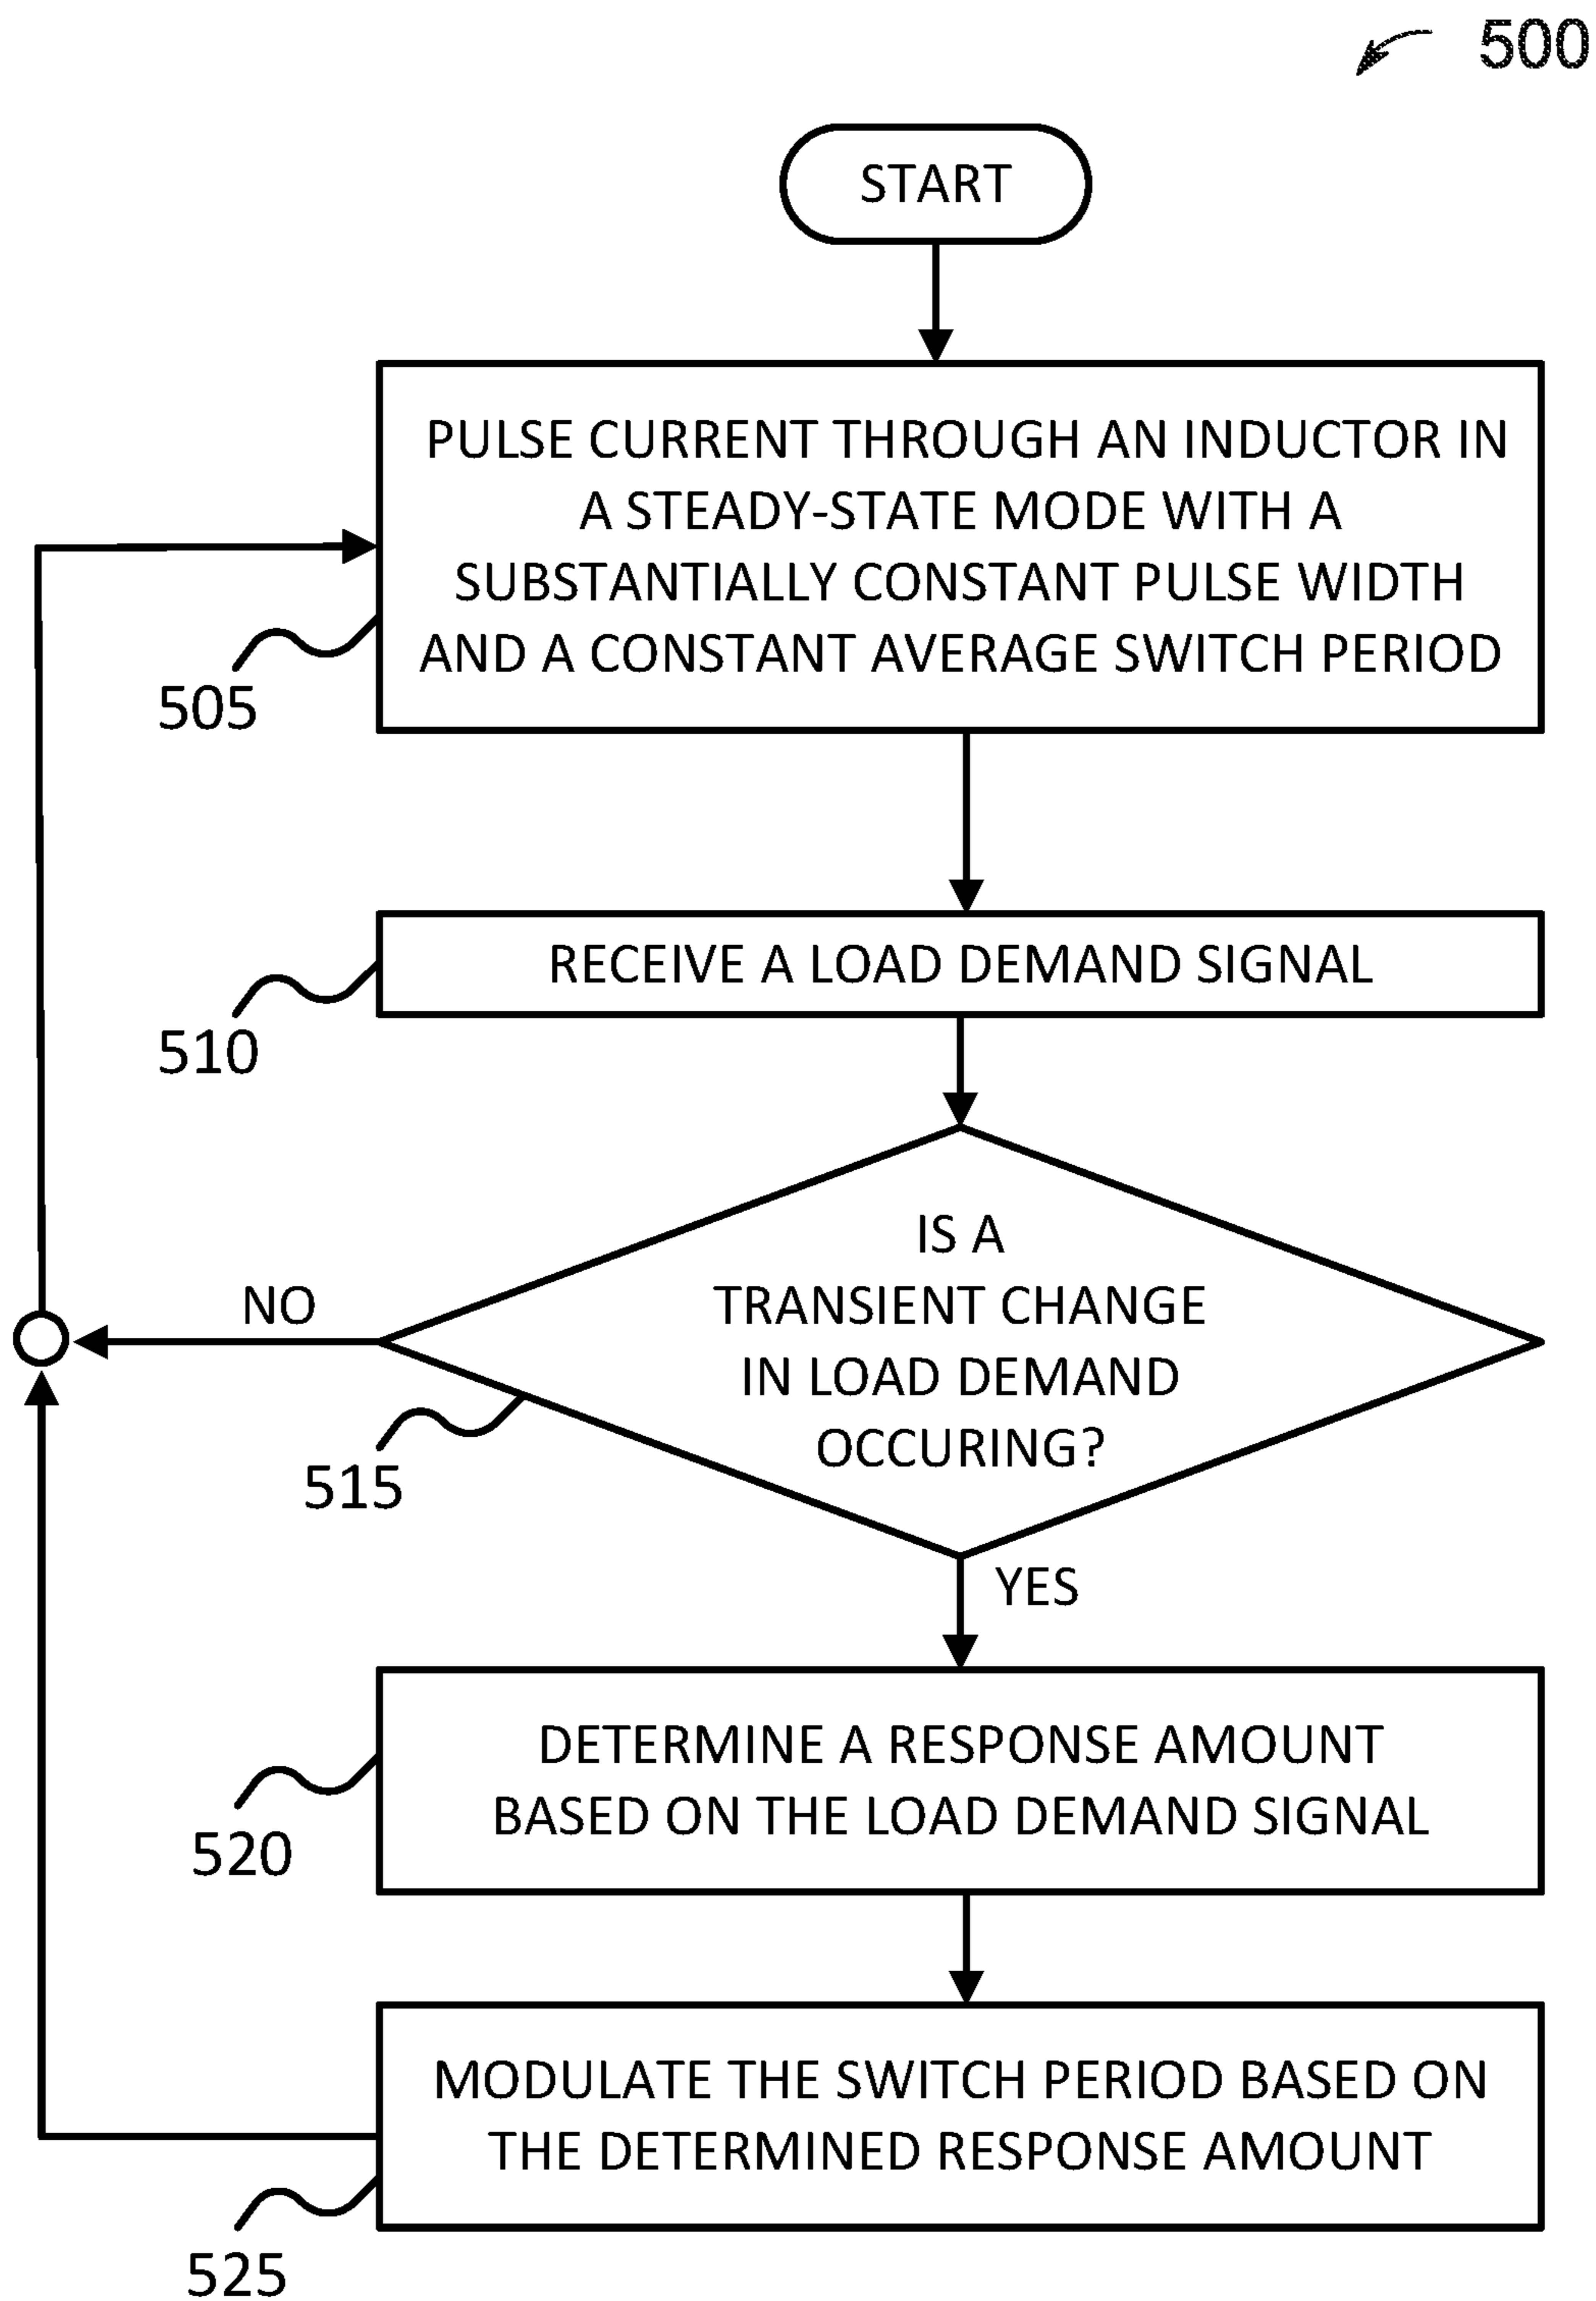 500
START
PULSE CURRENT THROUGH AN INDUCTOR IN
A STEADY-STATE MODE WITH A
SUBSTANTIALLY CONSTANT PULSE WIDTH
AND A CONSTANT AVERAGE SWITCH PERIOD
505
RECEIVE A LOAD DEMAND SIGNAL
510
IS A
TRANSIENT CHANGE
IN LOAD DEMAND
OCCURING?
NO
515
YES
DETERMINE A RESPONSE AMOUNT
BASED ON THE LOAD DEMAND SIGNAL
520
MODULATE THE SWITCH PERIOD BASED ON
THE DETERMINED RESPONSE AMOUNT
525